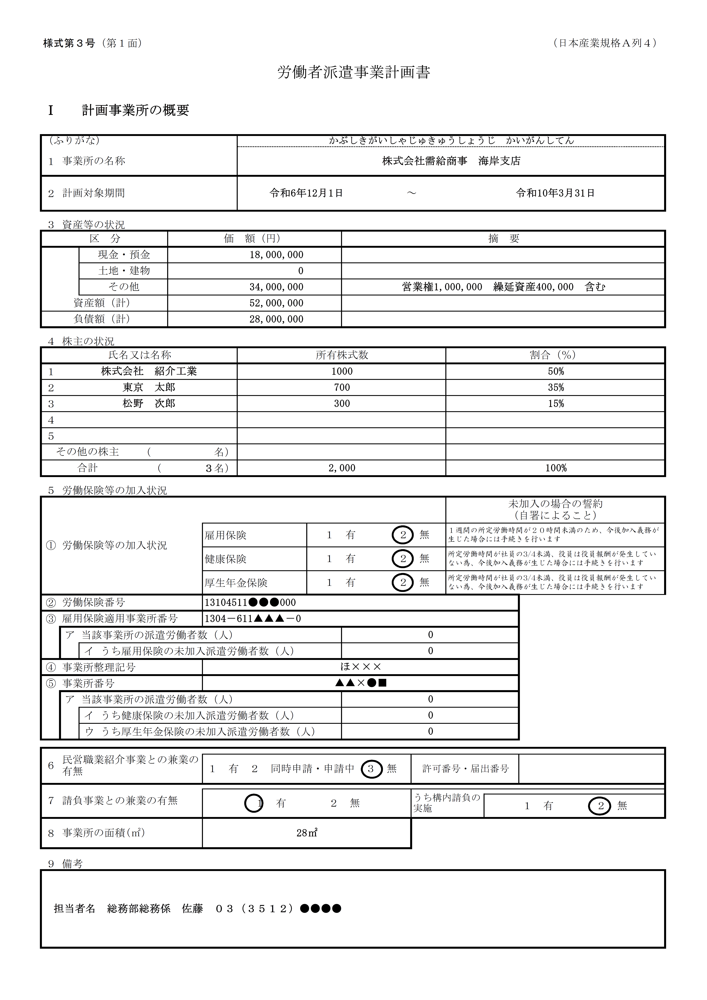 様式第３号（第１面）　（日本産業規格Ａ列４）
労働者派遣事業計画書
Ⅰ　計画事業所の概要
（ふりがな）　かぶしきがいしゃじゅきゅうしょうじ　かいがんしてん
１ 事業所の名称　株式会社需給商事　海岸支店
２ 計画対象期間　令和6年12月1日　～　令和10年3月31日
３ 資産等の状況
区　分　価　額（円）　摘　要
現金・預金　18,000,000
土地・建物　0
その他　34,000,000　営業権1,000,000　繰延資産400,000　含む
資産額（計）　52,000,000
負債額（計）　28,000,000
４ 株主の状況
氏名又は名称　所有株式数　割合（％）
１　株式会社　紹介工業　1000　50%
２　東京　太郎　700　35%
３　松野　次郎　300　15%
４
５
その他の株主　（　　名）
合計　（　３名）　2,000　100%
５ 労働保険等の加入状況
未加入の場合の誓約
（自署によること）
① 労働保険等の加入状況
雇用保険　１　有　２　無　１週間の所定労働時間が２０時間未満のため、今後加入義務が
生じた場合には手続きを行います
健康保険　１　有　２　無　所定労働時間が社員の3/4未満、役員は役員報酬が発生してい
ない為、今後加入義務が生じた場合には手続きを行います
厚生年金保険　１　有　２　無　所定労働時間が社員の3/4未満、役員は役員報酬が発生してい
ない為、今後加入義務が生じた場合には手続きを行います
② 労働保険番号　13104511●●●000
③ 雇用保険適用事業所番号　1304－611▲▲▲－0
ア 当該事業所の派遣労働者数（人）　0
イ うち雇用保険の未加入派遣労働者数（人）　0
④ 事業所整理記号　ほ×××
⑤ 事業所番号　▲▲×●■
ア 当該事業所の派遣労働者数（人）　0
イ うち健康保険の未加入派遣労働者数（人）　0
ウ うち厚生年金保険の未加入派遣労働者数（人）　0
６ 民営職業紹介事業との兼業の
有無　１　有　２　同時申請・申請中　３　無　許可番号・届出番号
７ 請負事業との兼業の有無　１　有　２　無　うち構内請負の
実施　１　有　２　無
８ 事業所の面積（㎡）　28㎡
９ 備考
担当者名　総務部総務係　佐藤　０３（３５１２）●●●●